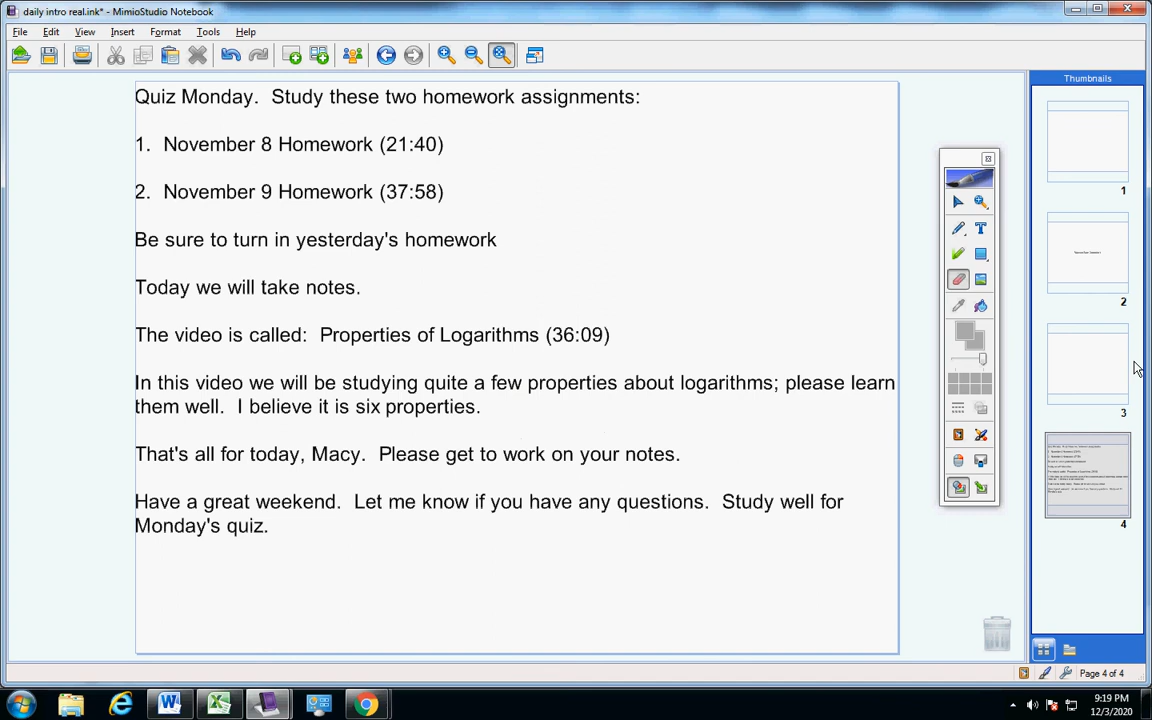 daily intro real.ink* - MimioStudio Notebook
File Edit View Insert Format Tools Help
Quiz Monday. Study these two homework assignments:
1. November 8 Homework (21:40)
2. November 9 Homework (37:58)
Be sure to turn in yesterday's homework
Today we will take notes.
The video is called: Properties of Logarithms (36:09)
In this video we will be studying quite a few properties about logarithms; please learn
them well. I believe it is six properties.
That's all for today, Macy. Please get to work on your notes.
Have a great weekend. Let me know if you have any questions. Study well for
Monday's quiz.
Thumbnails
1
2
3
4
Page 4 of 4
9:19 PM
12/3/2020